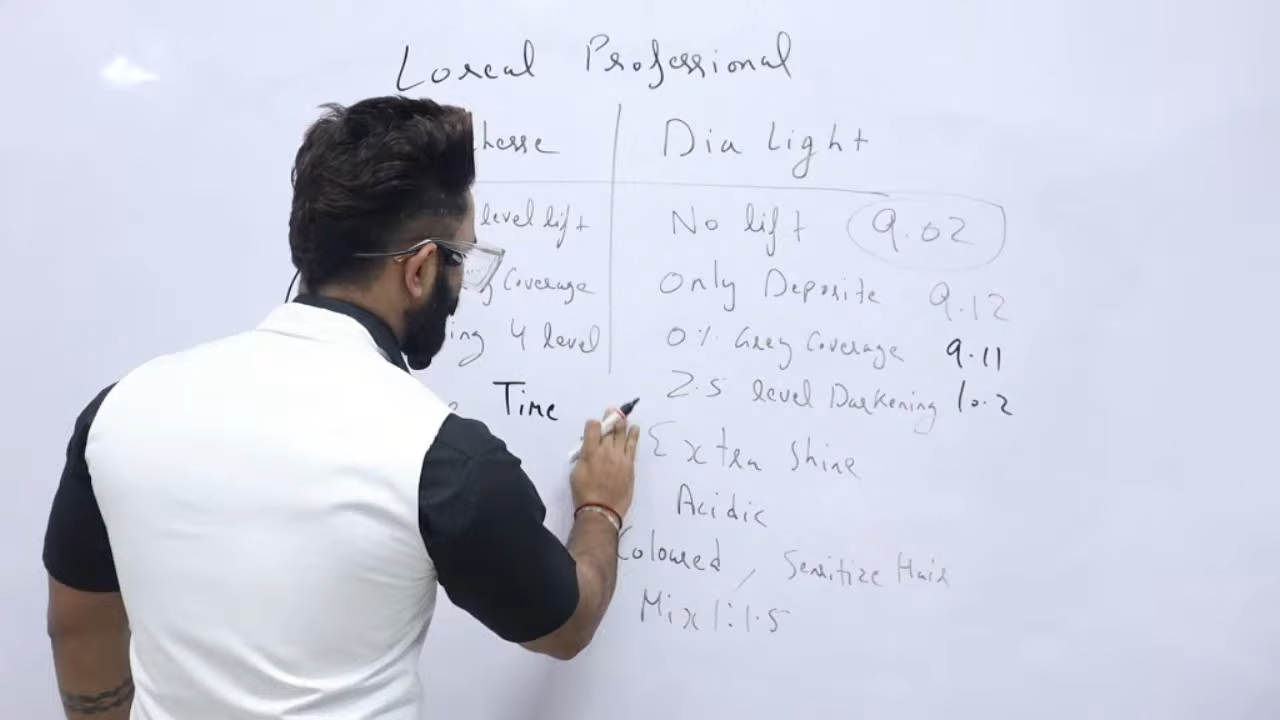 Loreal Professional
Dia Light
level lift
No lift 9.02
Coverage
Only Deposite 9.12
ing 4 level
0% Grey Coverage 9.11
2.5 level Darkening 10.2
Time
Extra Shine
Acidic
Coloured, Sensitize Hair
Mix 1:1.5